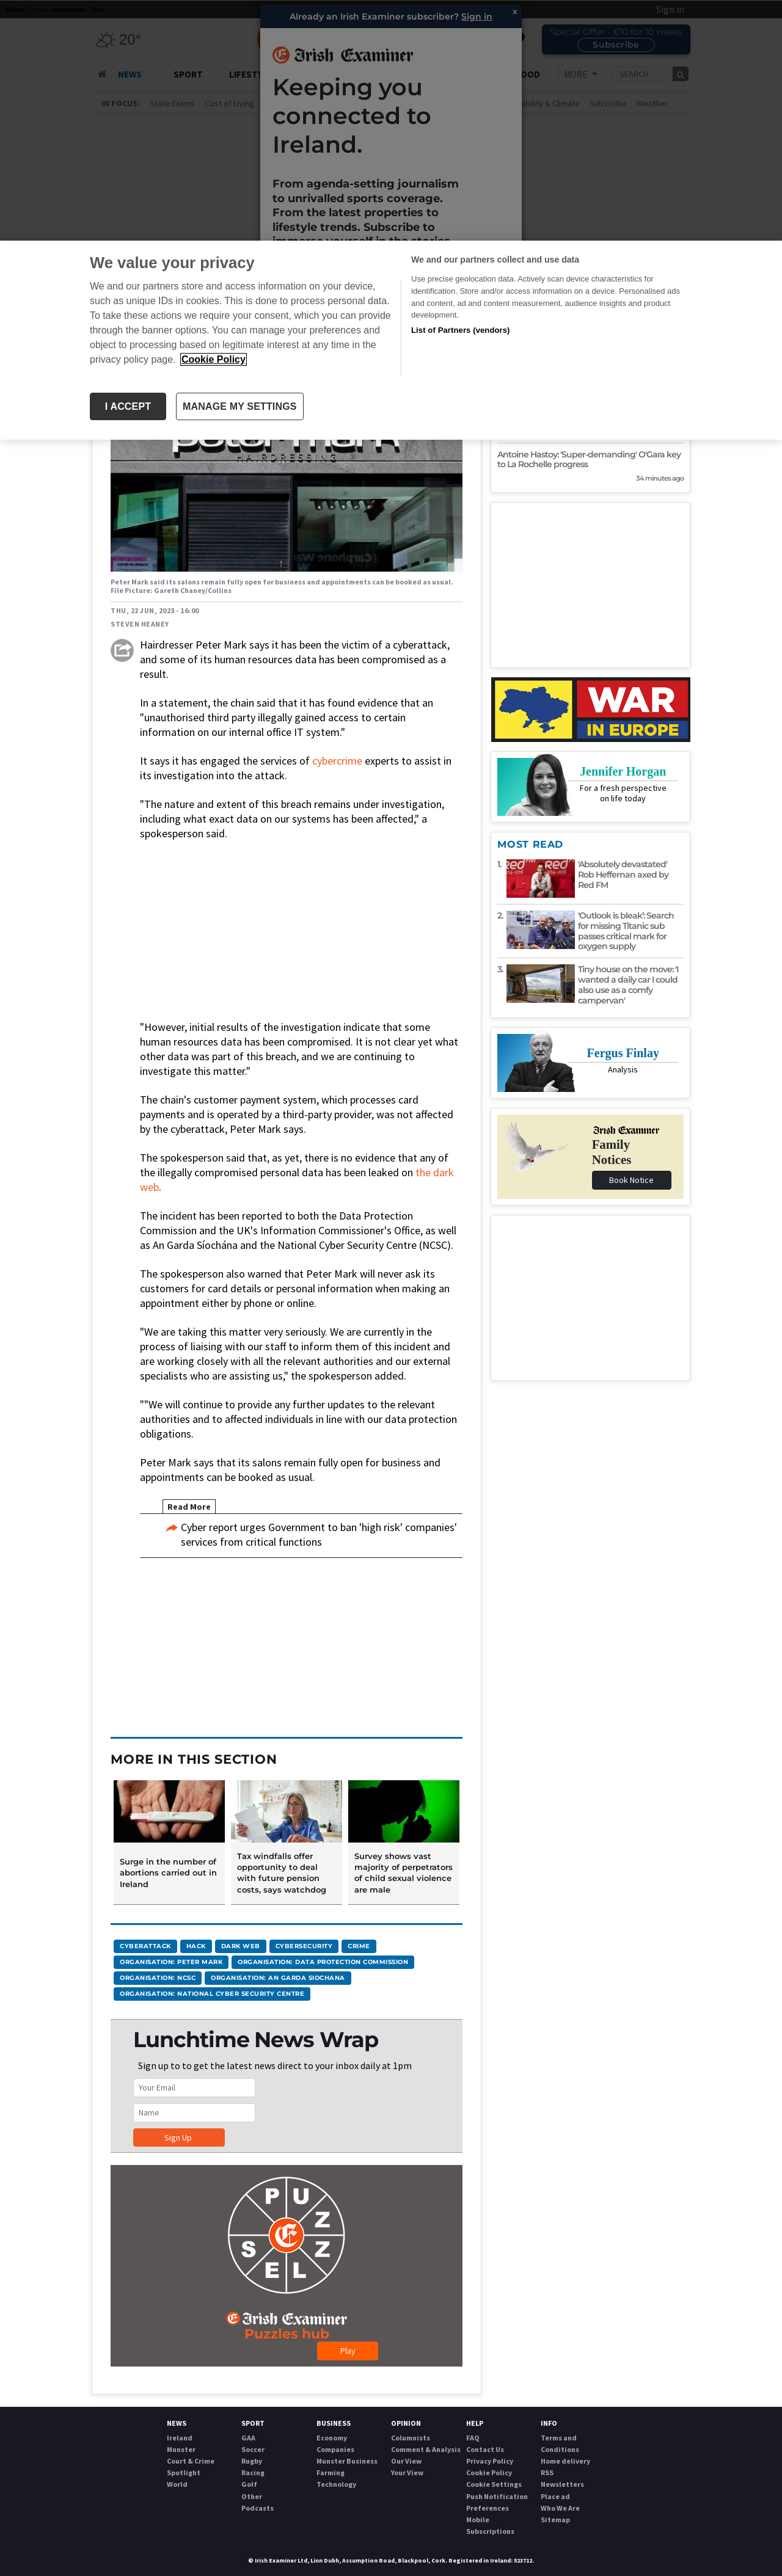 Sign in
Already an Irish Examiner subscriber? Sign in
x
20°
Special Offer - €10 for 10 weeks
Subscribe
Irish Examiner
NEWS
SPORT
MORE
SEARCH..
IN FOCUS:
State Exams
Cost of Living
Subscribe
Weather
Keeping you
connected to
Ireland.
From agenda-setting journalism
to unrivalled sports coverage.
From the latest properties to
lifestyle trends. Subscribe to
We value your privacy
We and our partners store and access information on your device,
such as unique IDs in cookies. This is done to process personal data.
To take these actions we require your consent, which you can provide
through the banner options. You can manage your preferences and
object to processing based on legitimate interest at any time in the
privacy policy page. Cookie Policy
We and our partners collect and use data
Use precise geolocation data. Actively scan device characteristics for
identification. Store and/or access information on a device. Personalised ads
and content, ad and content measurement, audience insights and product
development.
List of Partners (vendors)
I ACCEPT
MANAGE MY SETTINGS
HAIRDRESSING
Antoine Hastoy: 'Super-demanding' O'Gara key
to La Rochelle progress
34 minutes ago
Peter Mark said its salons remain fully open for business and appointments can be booked as usual.
File Picture: Gareth Chaney/Collins
THU, 22 JUN, 2023 - 16:00
STEVEN HEANEY
Hairdresser Peter Mark says it has been the victim of a cyberattack,
and some of its human resources data has been compromised as a
result.
In a statement, the chain said that it has found evidence that an
"unauthorised third party illegally gained access to certain
information on our internal office IT system."
It says it has engaged the services of cybercrime experts to assist in
its investigation into the attack.
"The nature and extent of this breach remains under investigation,
including what exact data on our systems has been affected," a
spokesperson said.
"However, initial results of the investigation indicate that some
human resources data has been compromised. It is not clear yet what
other data was part of this breach, and we are continuing to
investigate this matter."
The chain's customer payment system, which processes card
payments and is operated by a third-party provider, was not affected
by the cyberattack, Peter Mark says.
The spokesperson said that, as yet, there is no evidence that any of
the illegally compromised personal data has been leaked on the dark
web.
The incident has been reported to both the Data Protection
Commission and the UK's Information Commissioner's Office, as well
as An Garda Síochána and the National Cyber Security Centre (NCSC).
The spokesperson also warned that Peter Mark will never ask its
customers for card details or personal information when making an
appointment either by phone or online.
"We are taking this matter very seriously. We are currently in the
process of liaising with our staff to inform them of this incident and
are working closely with all the relevant authorities and our external
specialists who are assisting us," the spokesperson added.
""We will continue to provide any further updates to the relevant
authorities and to affected individuals in line with our data protection
obligations.
Peter Mark says that its salons remain fully open for business and
appointments can be booked as usual.
Read More
Cyber report urges Government to ban 'high risk' companies'
services from critical functions
WAR
IN EUROPE
Jennifer Horgan
For a fresh perspective
on life today
MOST READ
1.
'Absolutely devastated'
Rob Heffernan axed by
Red FM
2.
'Outlook is bleak': Search
for missing Titanic sub
passes critical mark for
oxygen supply
3.
Tiny house on the move: 'I
wanted a daily car I could
also use as a comfy
campervan'
Fergus Finlay
Analysis
Irish Examiner
Family
Notices
Book Notice
MORE IN THIS SECTION
Surge in the number of
abortions carried out in
Ireland
Tax windfalls offer
opportunity to deal
with future pension
costs, says watchdog
Survey shows vast
majority of perpetrators
of child sexual violence
are male
CYBERATTACK
HACK
DARK WEB
CYBERSECURITY
CRIME
ORGANISATION: PETER MARK
ORGANISATION: DATA PROTECTION COMMISSION
ORGANISATION: NCSC
ORGANISATION: AN GARDA SIOCHANA
ORGANISATION: NATIONAL CYBER SECURITY CENTRE
Lunchtime News Wrap
Sign up to to get the latest news direct to your inbox daily at 1pm
Your Email
Name
Sign Up
PUZZLES
Irish Examiner
Puzzles hub
Play
NEWS
Ireland
Munster
Court & Crime
Spotlight
World
SPORT
GAA
Soccer
Rugby
Racing
Golf
Other
Podcasts
BUSINESS
Economy
Companies
Munster Business
Farming
Technology
OPINION
Columnists
Comment & Analysis
Our View
Your View
HELP
FAQ
Contact Us
Privacy Policy
Cookie Policy
Cookie Settings
Push Notification
Preferences
Mobile
Subscriptions
INFO
Terms and
Conditions
Home delivery
RSS
Newsletters
Place ad
Who We Are
Sitemap
© Irish Examiner Ltd, Linn Dubh, Assumption Road, Blackpool, Cork. Registered in Ireland: 523712.